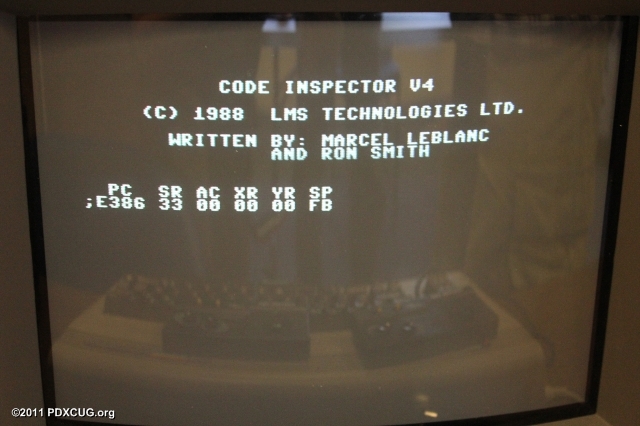 CODE INSPECTOR V4
(C) 1988 LMS TECHNOLOGIES LTD.
WRITTEN BY: MARCEL LEBLANC
AND RON SMITH
PC SR AC XR YR SP
;E386 33 00 00 00 FB
©2011 PDXCUG.org